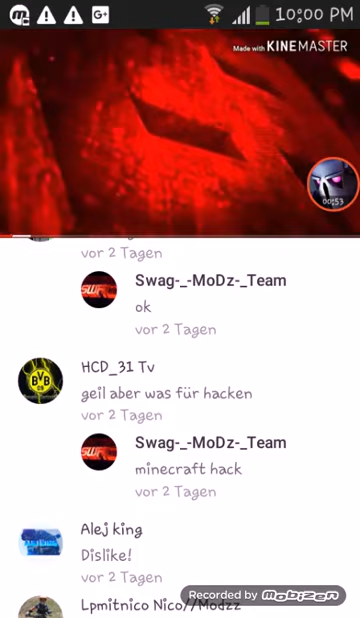 10:00 PM
Made with KINEMASTER
00:53
vor 2 Tagen
Swag-_-MoDz-_Team
ok
vor 2 Tagen
HCD_31 Tv
geil aber was für hacken
vor 2 Tagen
Swag-_-MoDz-_Team
minecraft hack
vor 2 Tagen
Alej king
Dislike!
vor 2 Tagen
Recorded by mobizen
Lpmitnico Nico//Modzz